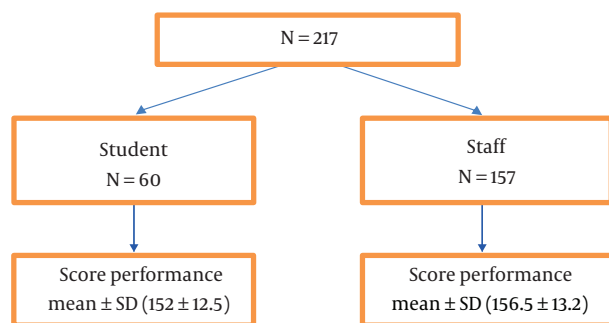 N = 217
Student
N = 60
Staff
N = 157
Score performance
mean ± SD (152 ± 12.5)
Score performance
mean ± SD (156.5 ± 13.2)